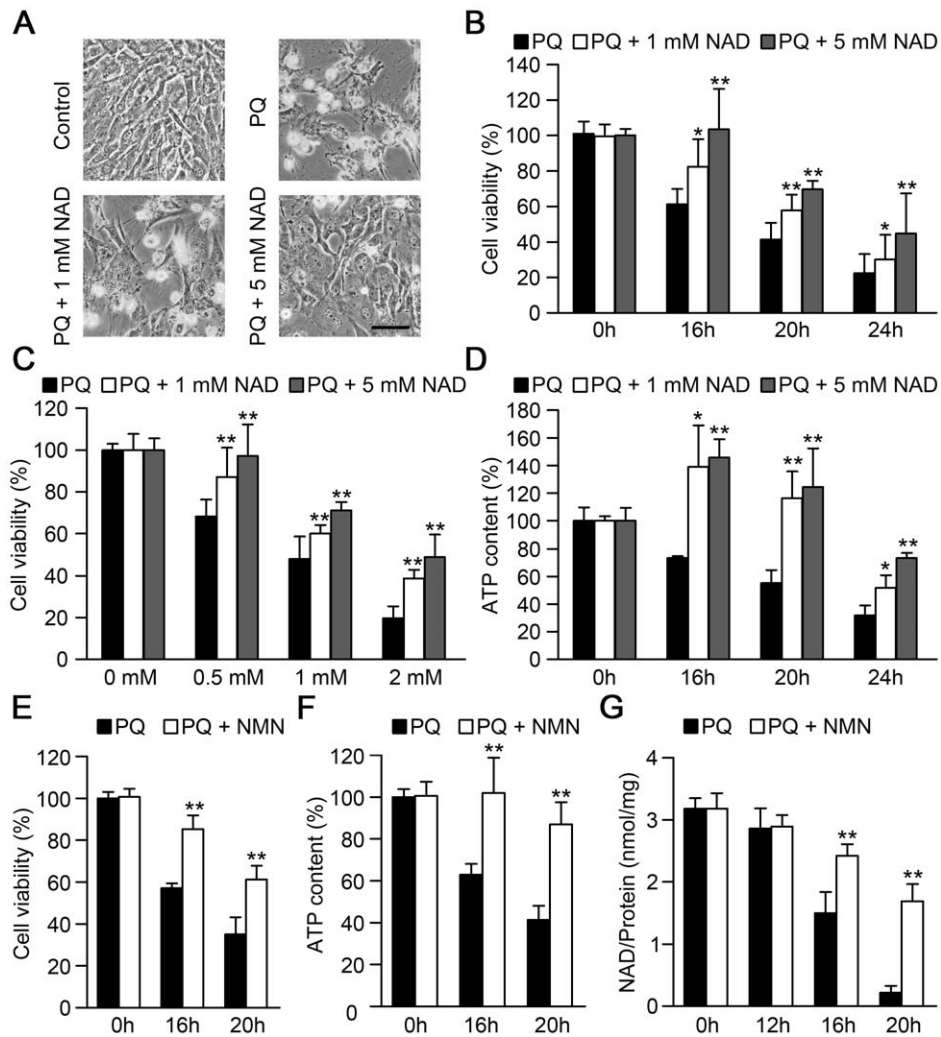 A
Control
PQ
PQ + 1 mM NAD
PQ + 5 mM NAD
B
PQ PQ + 1 mM NAD PQ + 5 mM NAD
Cell viability (%)
140
120
100
80
60
40
20
0
* ** ** ** * **
0h 16h 20h 24h
C
PQ PQ + 1 mM NAD PQ + 5 mM NAD
Cell viability (%)
120
100
80
60
40
20
0
** ** ** ** ** **
0 mM 0.5 mM 1 mM 2 mM
D
PQ PQ + 1 mM NAD PQ + 5 mM NAD
ATP content (%)
180
160
140
120
100
80
60
40
20
0
* ** ** ** * **
0h 16h 20h 24h
E
PQ PQ + NMN
Cell viability (%)
120
100
80
60
40
20
0
** **
0h 16h 20h
F
PQ PQ + NMN
ATP content (%)
120
100
80
60
40
20
0
** **
0h 16h 20h
G
PQ PQ + NMN
NAD/Protein (nmol/mg)
4
3
2
1
0
** **
0h 12h 16h 20h